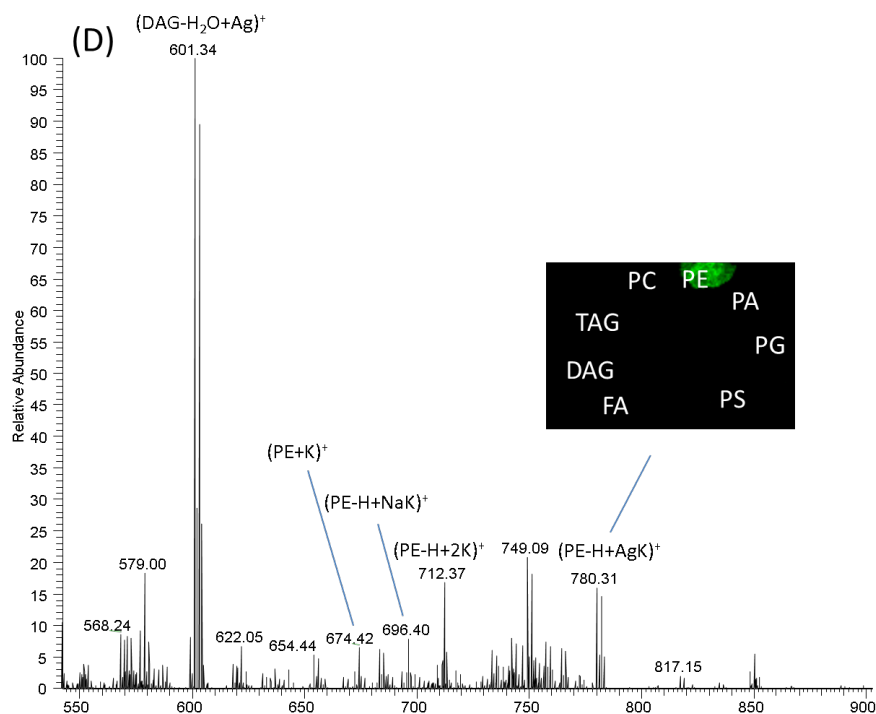 (D)
(DAG-H₂O+Ag)⁺
601.34
100
95
90
85
80
75
70
65
60
55
50
45
40
35
30
25
20
15
10
5
0
Relative Abundance
PC PE
PA
TAG
PG
DAG
PS
FA
(PE+K)⁺
(PE-H+NaK)⁺
(PE-H+2K)⁺
(PE-H+AgK)⁺
579.00
749.09
712.37
780.31
568.24
622.05
654.44
674.42
696.40
817.15
550 600 650 700 750 800 850 900